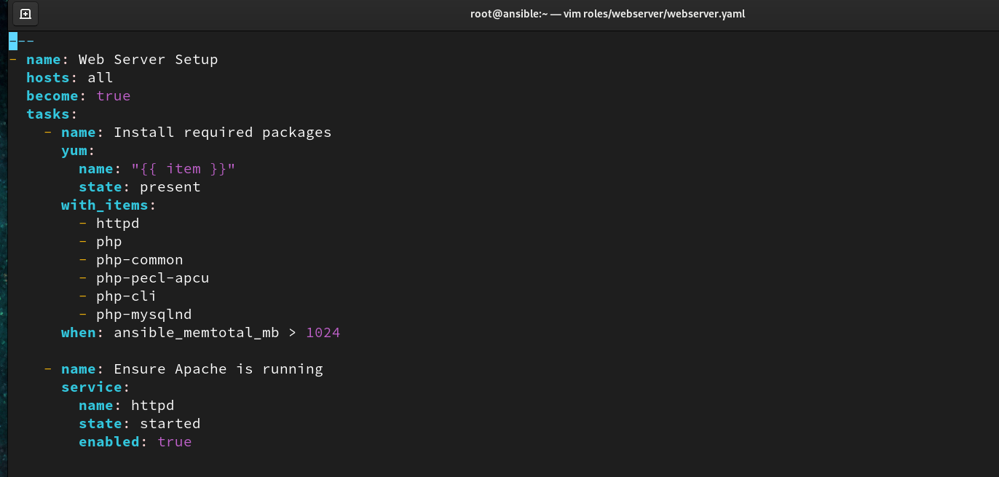 root@ansible:~ — vim roles/webserver/webserver.yaml
---
- name: Web Server Setup
  hosts: all
  become: true
  tasks:
    - name: Install required packages
      yum:
        name: "{{ item }}"
        state: present
      with_items:
        - httpd
        - php
        - php-common
        - php-pecl-apcu
        - php-cli
        - php-mysqlnd
      when: ansible_memtotal_mb > 1024

    - name: Ensure Apache is running
      service:
        name: httpd
        state: started
        enabled: true